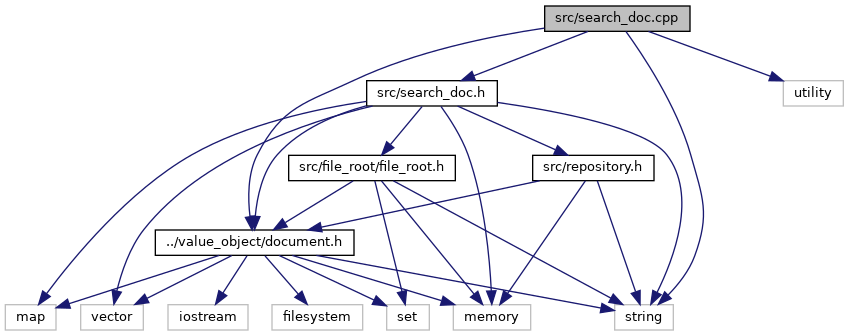 src/search_doc.cpp
src/search_doc.h
utility
src/file_root/file_root.h
src/repository.h
../value_object/document.h
map
vector
iostream
filesystem
set
memory
string